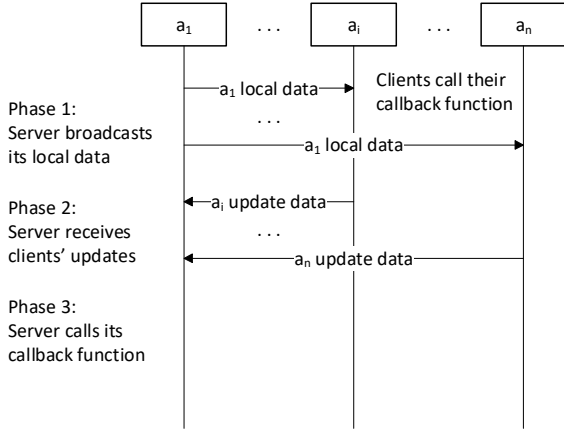 a₁ . . . aᵢ . . . aₙ
Phase 1:
Server broadcasts
its local data
a₁ local data
. . .
a₁ local data
Clients call their
callback function
Phase 2:
Server receives
clients’ updates
aᵢ update data
. . .
aₙ update data
Phase 3:
Server calls its
callback function